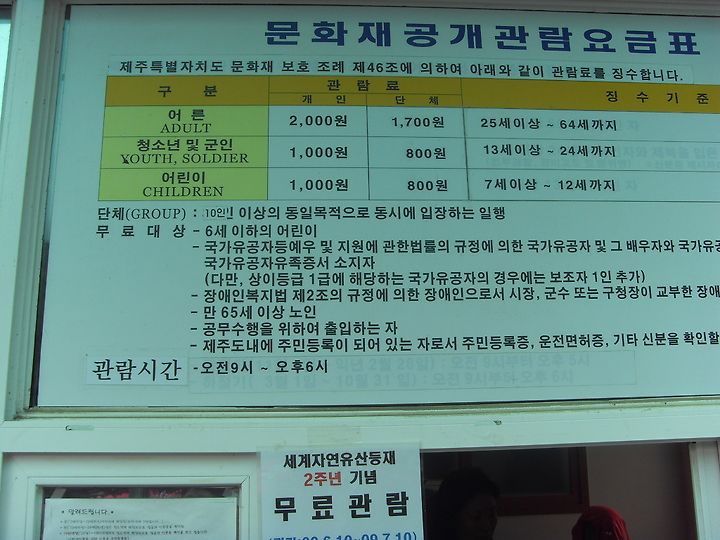 문화재공개관람요금표
제주특별자치도 문화재 보호 조례 제46조에 의하여 아래와 같이 관람료를 징수합니다.
구 분 관 람 료 징 수 기 준
개 인 단 체
어 른 ADULT 2,000원 1,700원 25세이상 ~ 64세까지
청소년 및 군인 YOUTH, SOLDIER 1,000원 800원 13세이상 ~ 24세까지
어린이 CHILDREN 1,000원 800원 7세이상 ~ 12세까지
단체(GROUP) : 10인 이상의 동일목적으로 동시에 입장하는 일행
무 료 대 상 - 6세 이하의 어린이
- 국가유공자등예우 및 지원에 관한법률의 규정에 의한 국가유공자 및 그 배우자와 국가유공
국가유공자유족증서 소지자
(다만, 상이등급 1급에 해당하는 국가유공자의 경우에는 보조자 1인 추가)
- 장애인복지법 제2조의 규정에 의한 장애인으로서 시장, 군수 또는 구청장이 교부한 장애
- 만 65세 이상 노인
- 공무수행을 위하여 출입하는 자
- 제주도내에 주민등록이 되어 있는 자로서 주민등록증, 운전면허증, 기타 신분을 확인할
관람시간 -오전9시 ~ 오후6시
세계자연유산등재
2주년 기념
무료관람
알려드립니다.